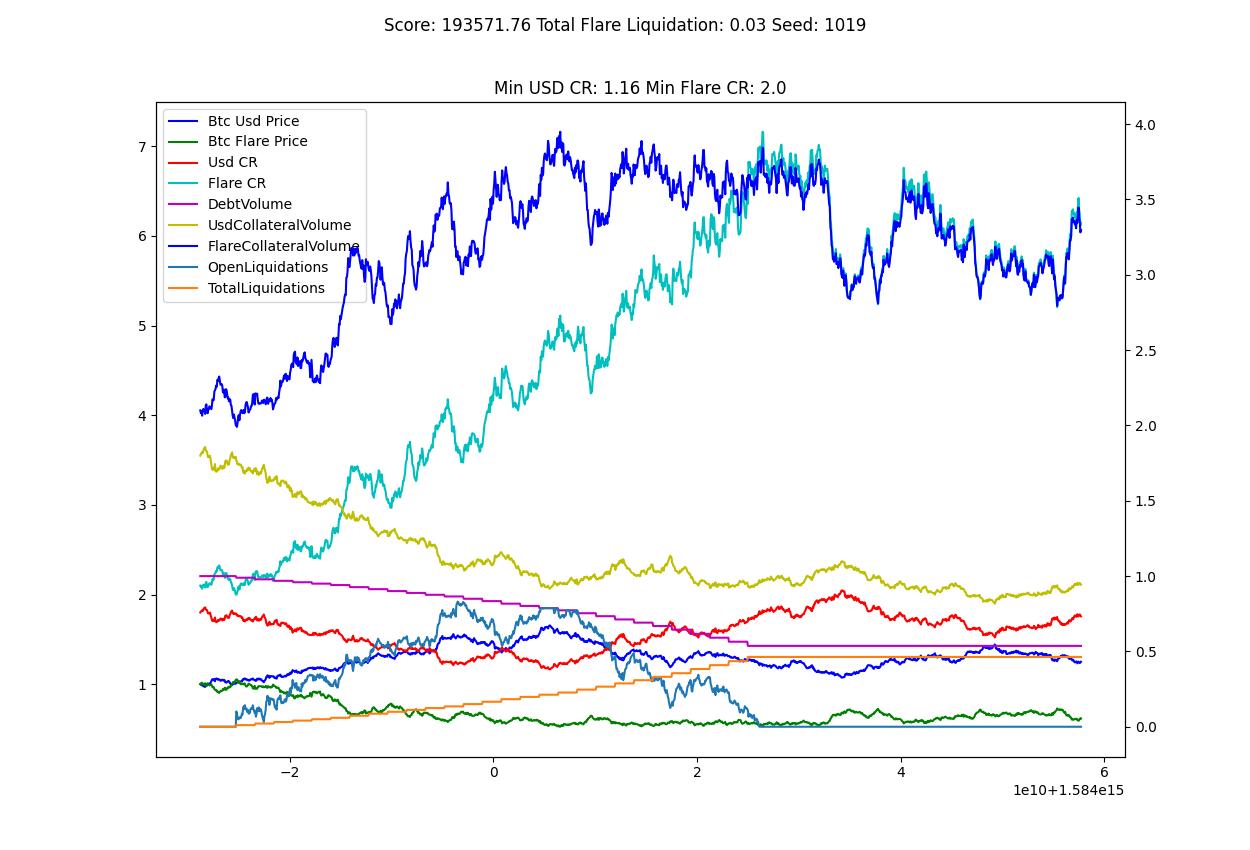 Score: 193571.76 Total Flare Liquidation: 0.03 Seed: 1019
Min USD CR: 1.16 Min Flare CR: 2.0
Btc Usd Price
Btc Flare Price
Usd CR
Flare CR
DebtVolume
UsdCollateralVolume
FlareCollateralVolume
OpenLiquidations
TotalLiquidations
7
6
5
4
3
2
1
4.0
3.5
3.0
2.5
2.0
1.5
1.0
0.5
0.0
−2 0 2 4 6
1e10+1.584e15